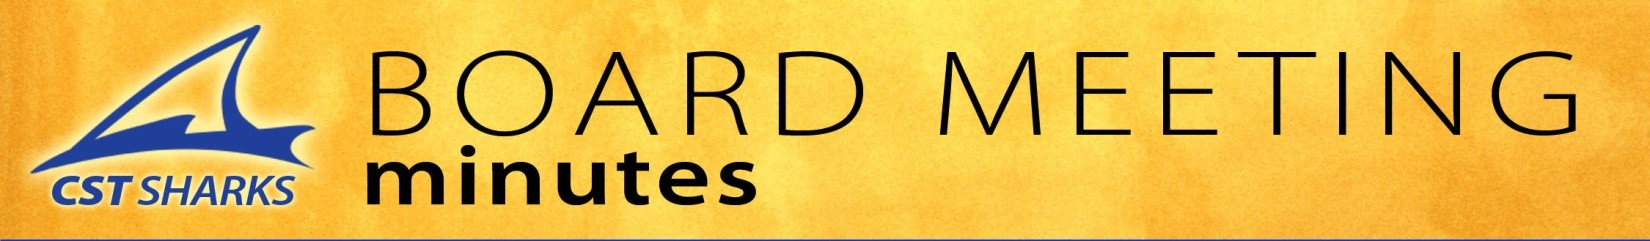 CST SHARKS
BOARD MEETING
minutes